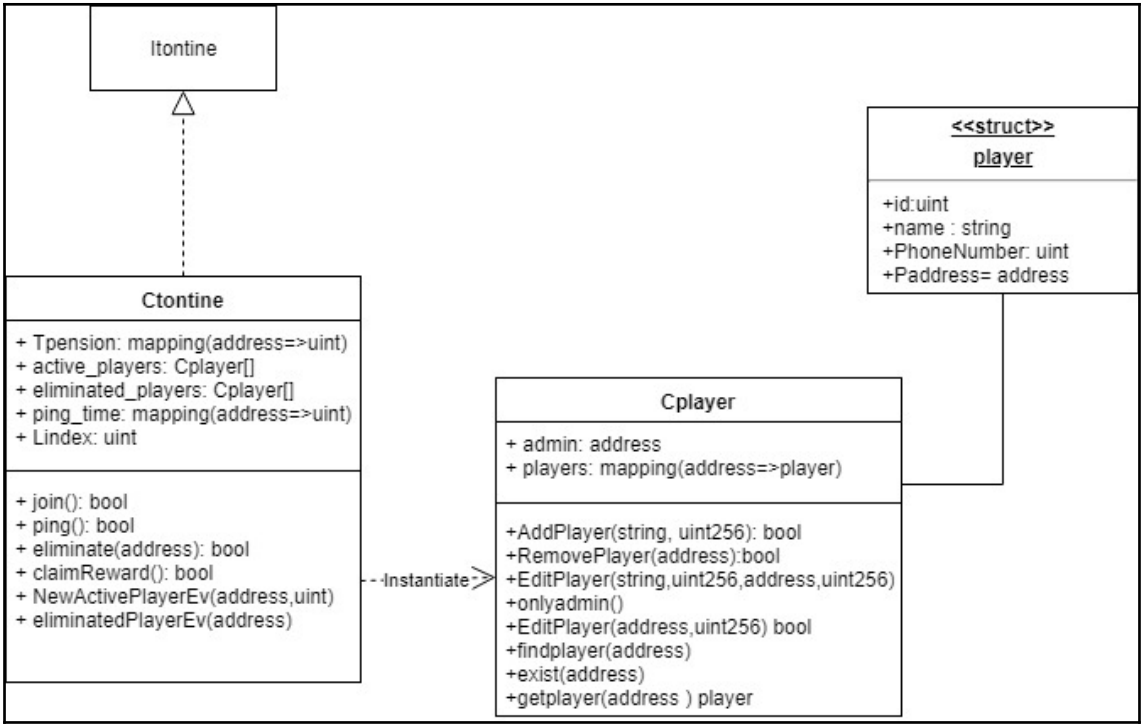 Itontine
<<struct>>
player
+id:uint
+name : string
+PhoneNumber: uint
+Paddress= address
Ctontine
+ Tpension: mapping(address=>uint)
+ active_players: Cplayer[]
+ eliminated_players: Cplayer[]
+ ping_time: mapping(address=>uint)
+ Lindex: uint
+ join(): bool
+ ping(): bool
+ eliminate(address): bool
+ claimReward(): bool
+ NewActivePlayerEv(address,uint)
+ eliminatedPlayerEv(address)
Instantiate
Cplayer
+ admin: address
+ players: mapping(address=>player)
+AddPlayer(string, uint256): bool
+RemovePlayer(address):bool
+EditPlayer(string,uint256,address,uint256)
+onlyadmin()
+EditPlayer(address,uint256) bool
+findplayer(address)
+exist(address)
+getplayer(address ) player